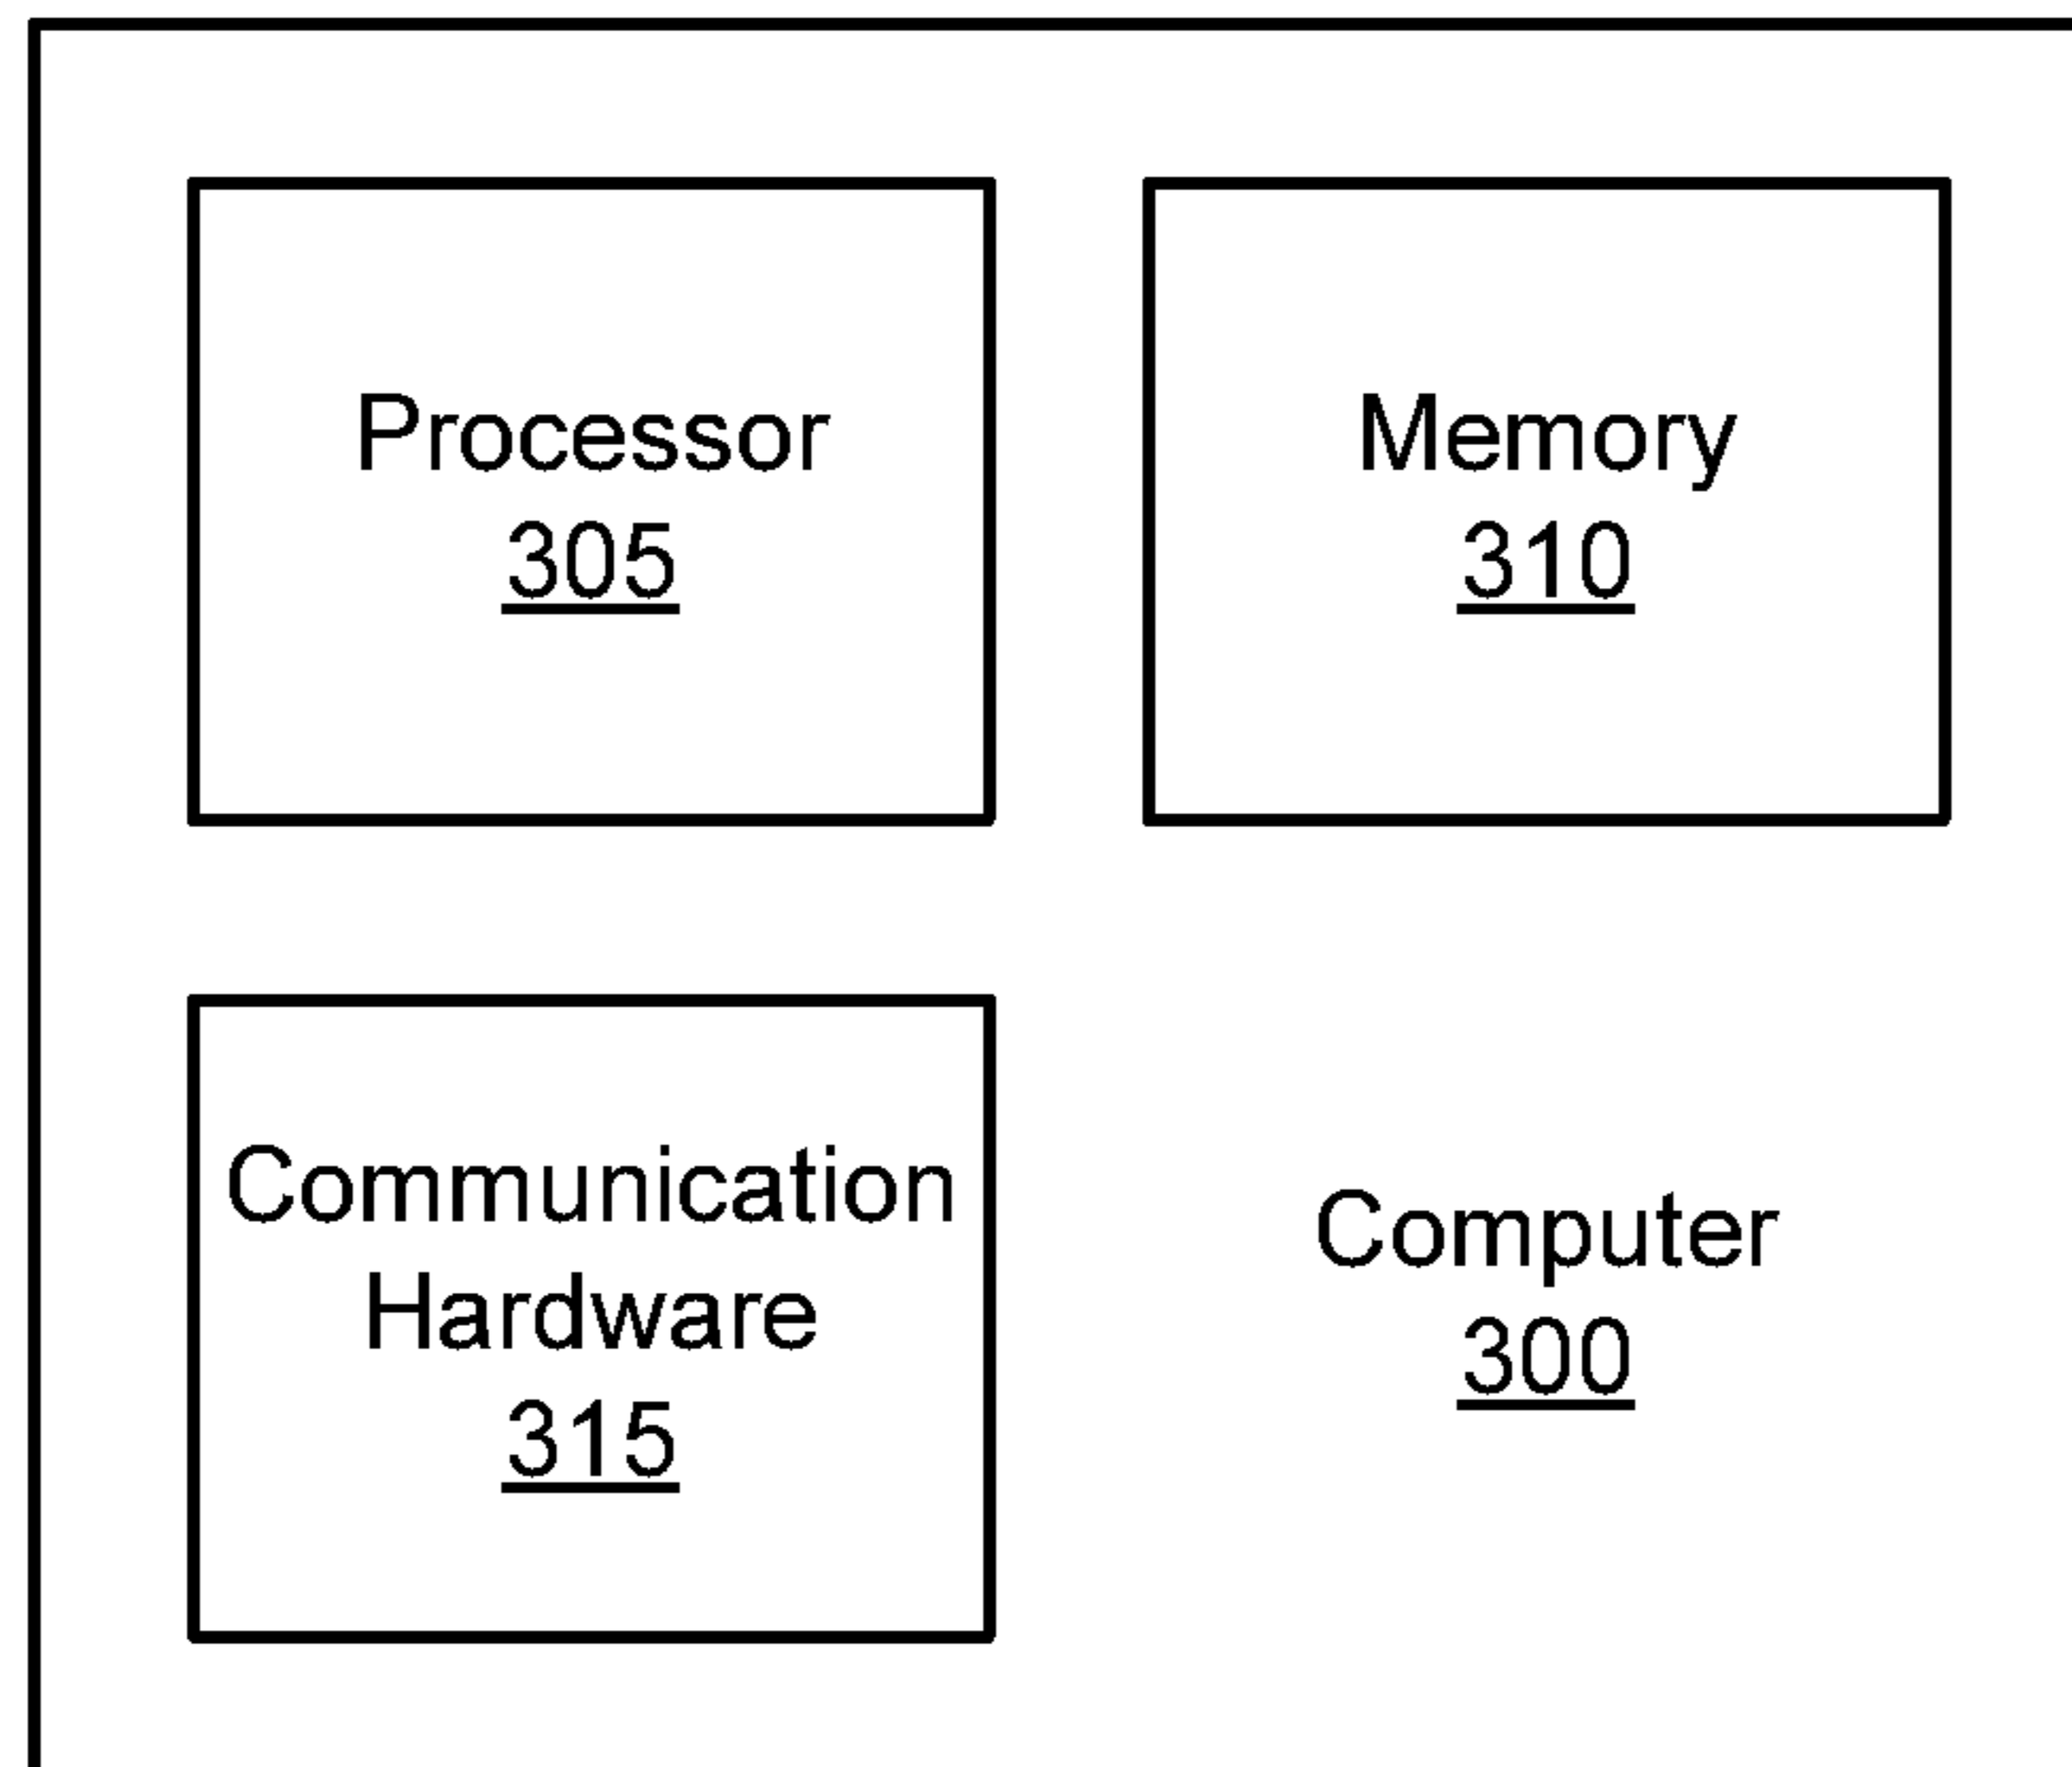 Processor
305
Memory
310
Communication
Hardware
315
Computer
300